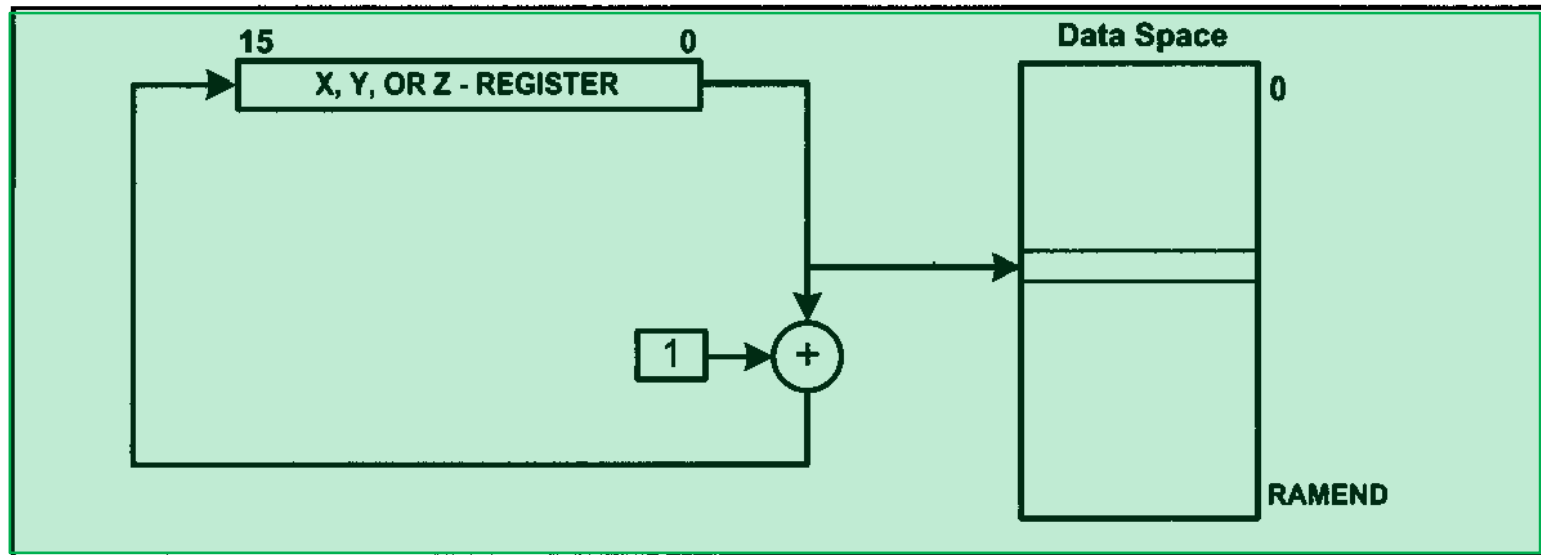 15
0
Data Space
X, Y, OR Z - REGISTER
0
1
+
RAMEND